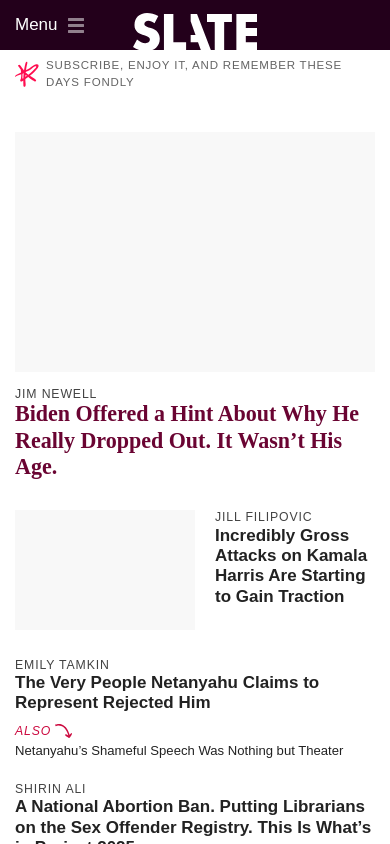 Menu
SLATE
SUBSCRIBE, ENJOY IT, AND REMEMBER THESE
DAYS FONDLY
JIM NEWELL
Biden Offered a Hint About Why He
Really Dropped Out. It Wasn’t His
Age.
JILL FILIPOVIC
Incredibly Gross
Attacks on Kamala
Harris Are Starting
to Gain Traction
EMILY TAMKIN
The Very People Netanyahu Claims to
Represent Rejected Him
ALSO
Netanyahu’s Shameful Speech Was Nothing but Theater
SHIRIN ALI
A National Abortion Ban. Putting Librarians
on the Sex Offender Registry. This Is What’s
in Project 2025